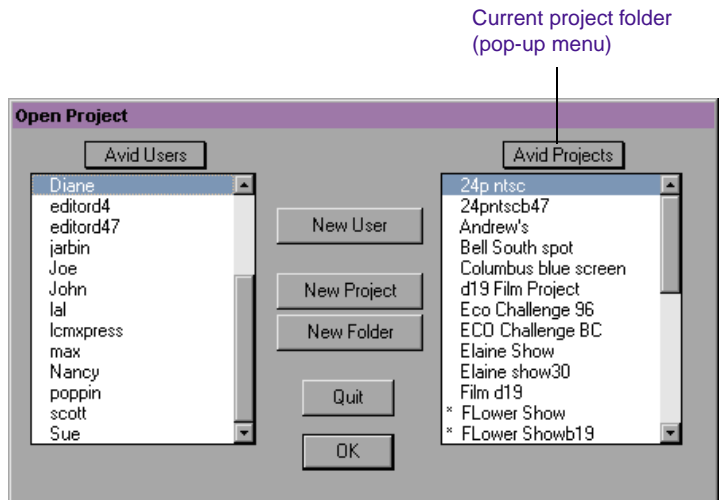 Current project folder
(pop-up menu)
Open Project
Avid Users
Diane
editord4
editord47
jarbin
Joe
John
lal
lcmxpress
max
Nancy
poppin
scott
Sue
New User
New Project
New Folder
Quit
OK
Avid Projects
24p ntsc
24pntscb47
Andrew's
Bell South spot
Columbus blue screen
d19 Film Project
Eco Challenge 96
ECO Challenge BC
Elaine Show
Elaine show30
Film d19
* FLower Show
* FLower Showb19